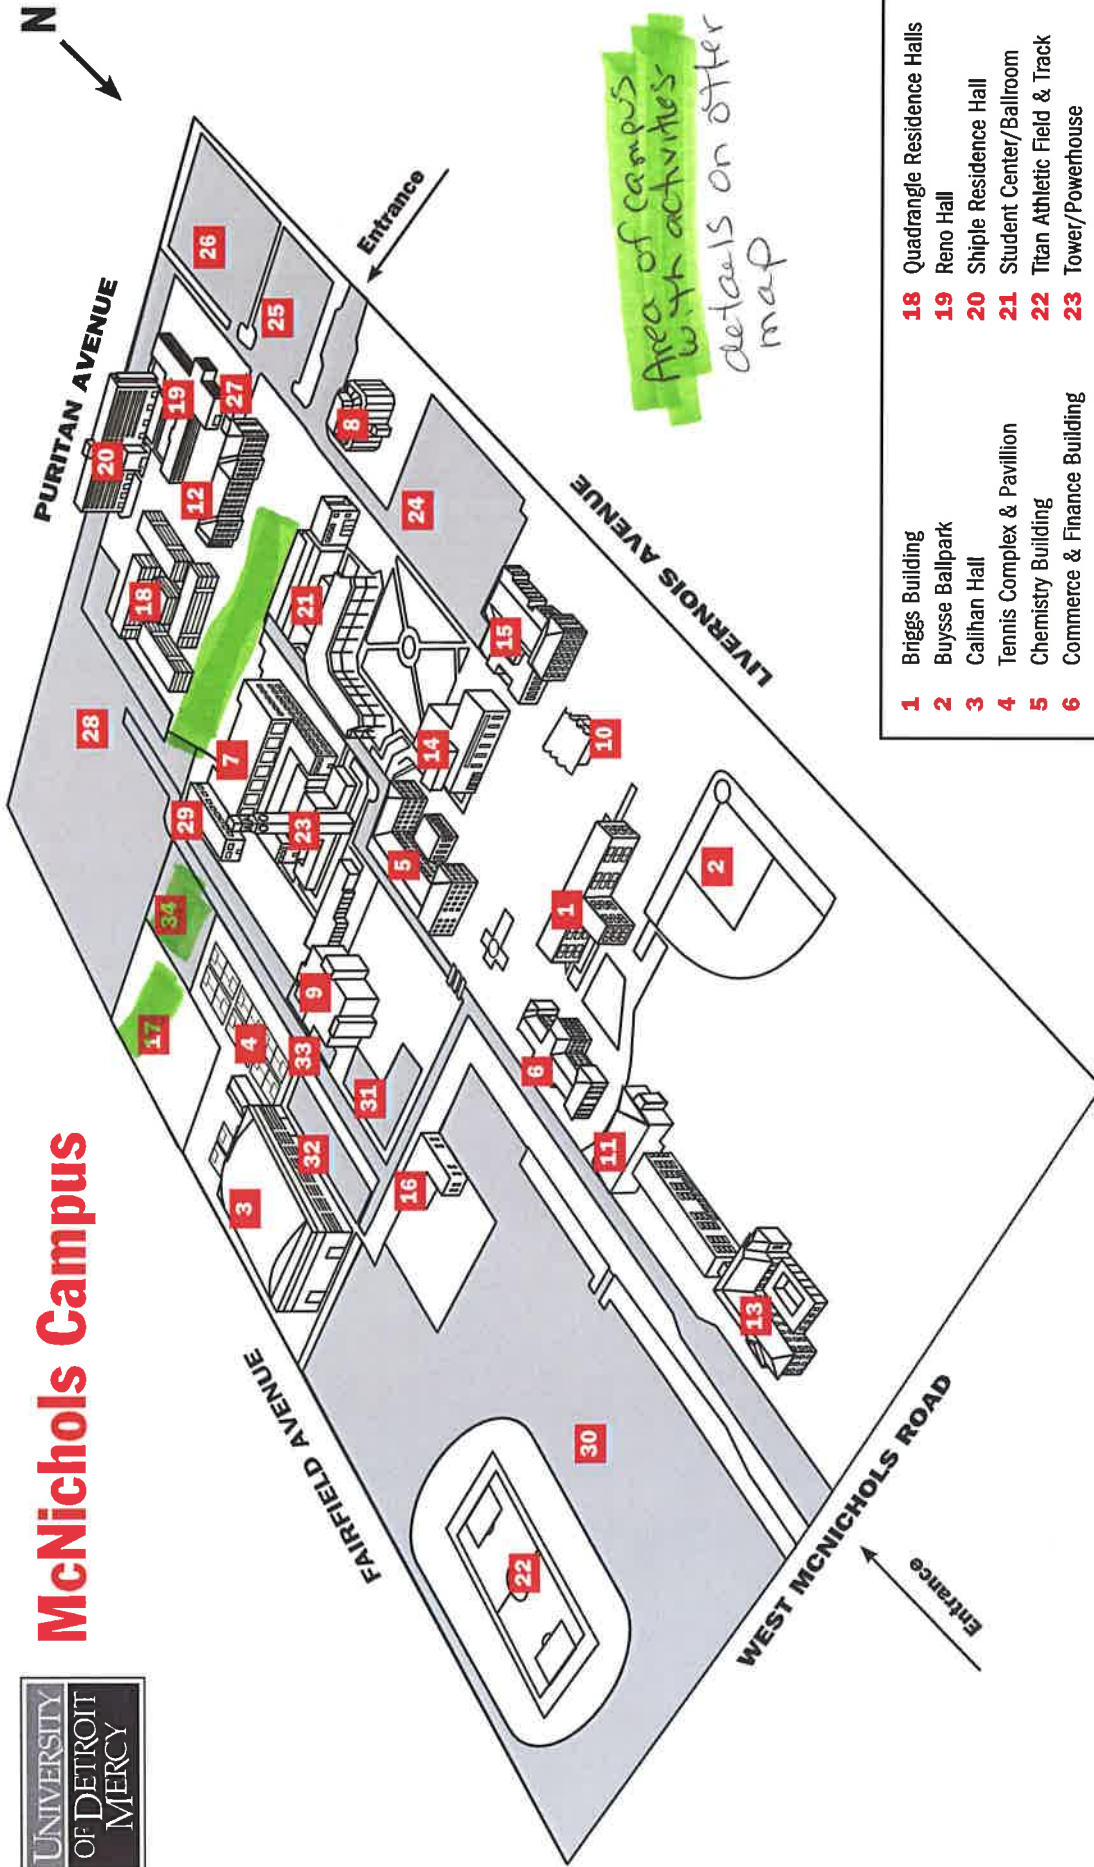 UNIVERSITY
OF DETROIT
MERCY
McNichols Campus
N
PURITAN AVENUE
FAIRFIELD AVENUE
LIVERNOIS AVENUE
WEST MCNICHOLS ROAD
Entrance
Entrance
Area of campus
with activities
details on other
map
20
19
27
26
25
12
18
8
24
28
21
7
15
29
23
14
10
34
5
17
4
9
1
2
33
31
6
3
32
16
11
13
30
22
1 Briggs Building
2 Buysse Ballpark
3 Calihan Hall
4 Tennis Complex & Pavillion
5 Chemistry Building
6 Commerce & Finance Building
18 Quadrangle Residence Halls
19 Reno Hall
20 Shiple Residence Hall
21 Student Center/Ballroom
22 Titan Athletic Field & Track
23 Tower/Powerhouse